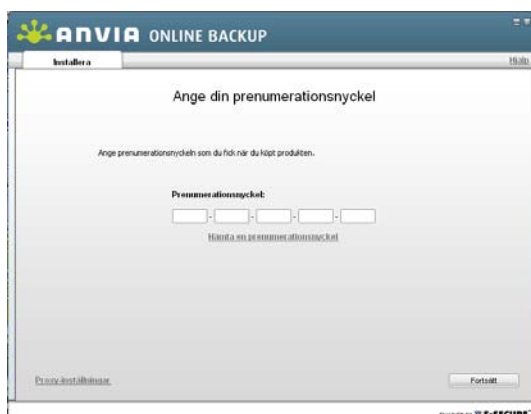 ANVIA ONLINE BACKUP
Installera
Hjälp
Ange din prenumerationsnyckel
Ange prenumerationsnyckeln som du fick när du köpt produkten.
Prenumerationsnyckel:
- - - -
Hämta en prenumerationsnyckel
Proxy-inställningar
Fortsätt
F-SECURE